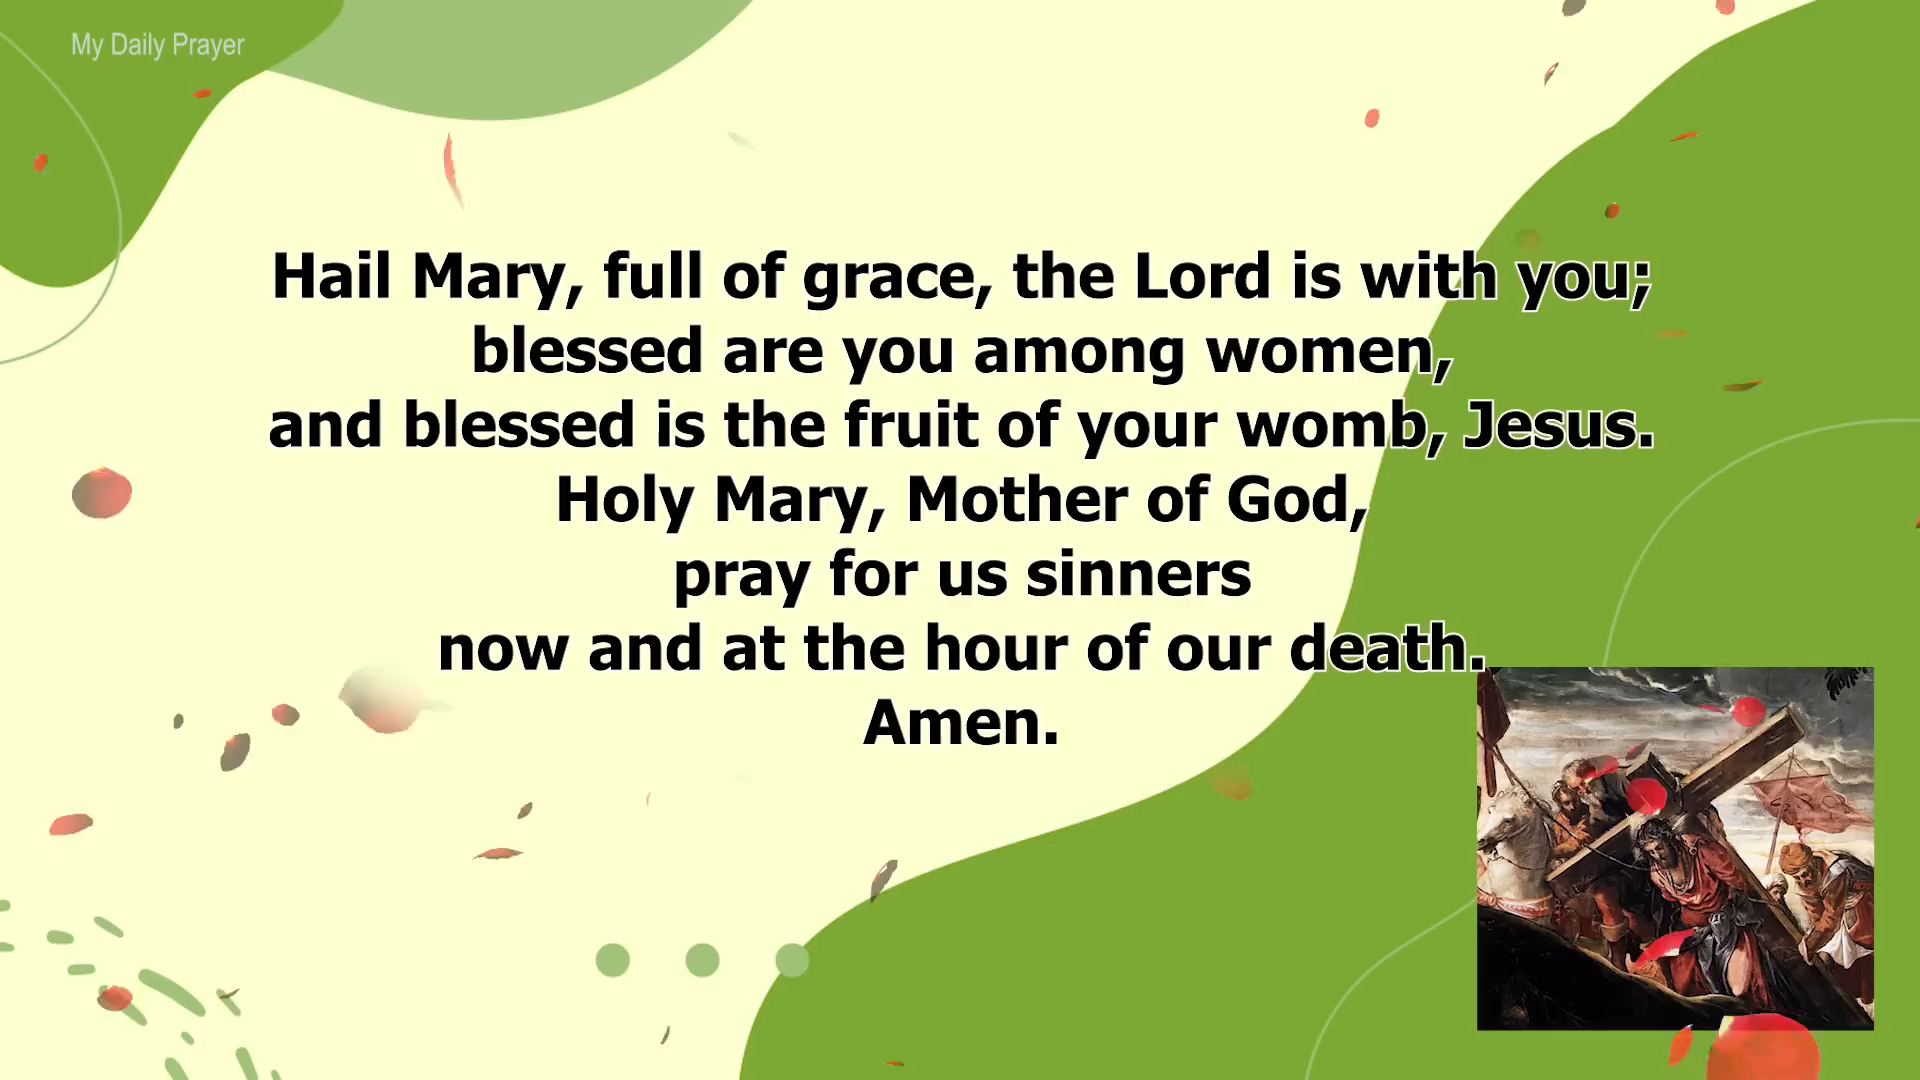 My Daily Prayer
Hail Mary, full of grace, the Lord is with you;
blessed are you among women,
and blessed is the fruit of your womb, Jesus.
Holy Mary, Mother of God,
pray for us sinners
now and at the hour of our death.
Amen.